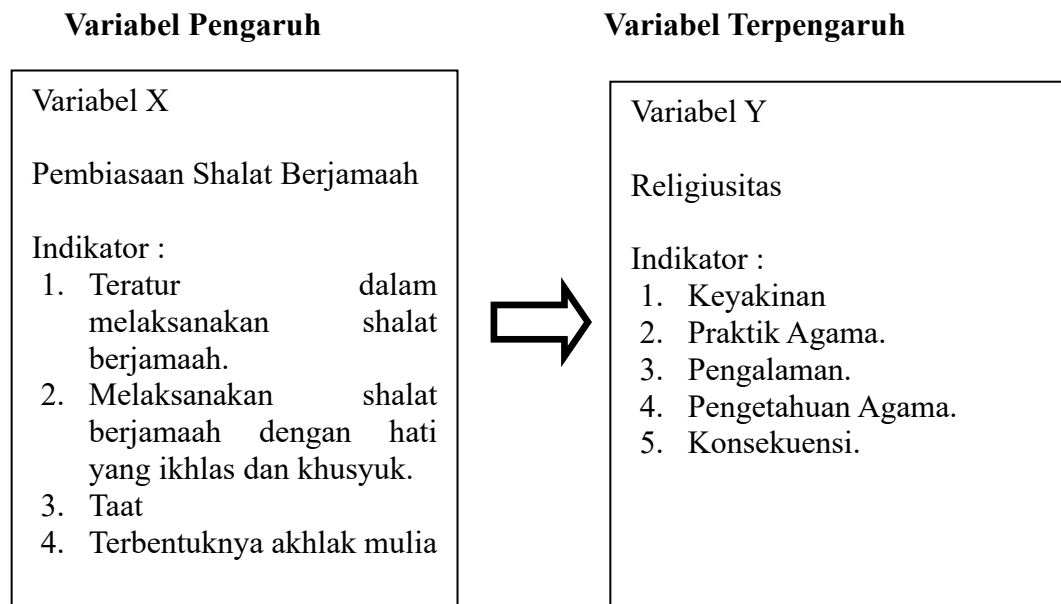 Variabel Pengaruh
Variabel X
Pembiasaan Shalat Berjamaah
Indikator :
1. Teratur dalam
melaksanakan shalat
berjamaah.
2. Melaksanakan shalat
berjamaah dengan hati
yang ikhlas dan khusyuk.
3. Taat
4. Terbentuknya akhlak mulia
Variabel Terpengaruh
Variabel Y
Religiusitas
Indikator :
1. Keyakinan
2. Praktik Agama.
3. Pengalaman.
4. Pengetahuan Agama.
5. Konsekuensi.